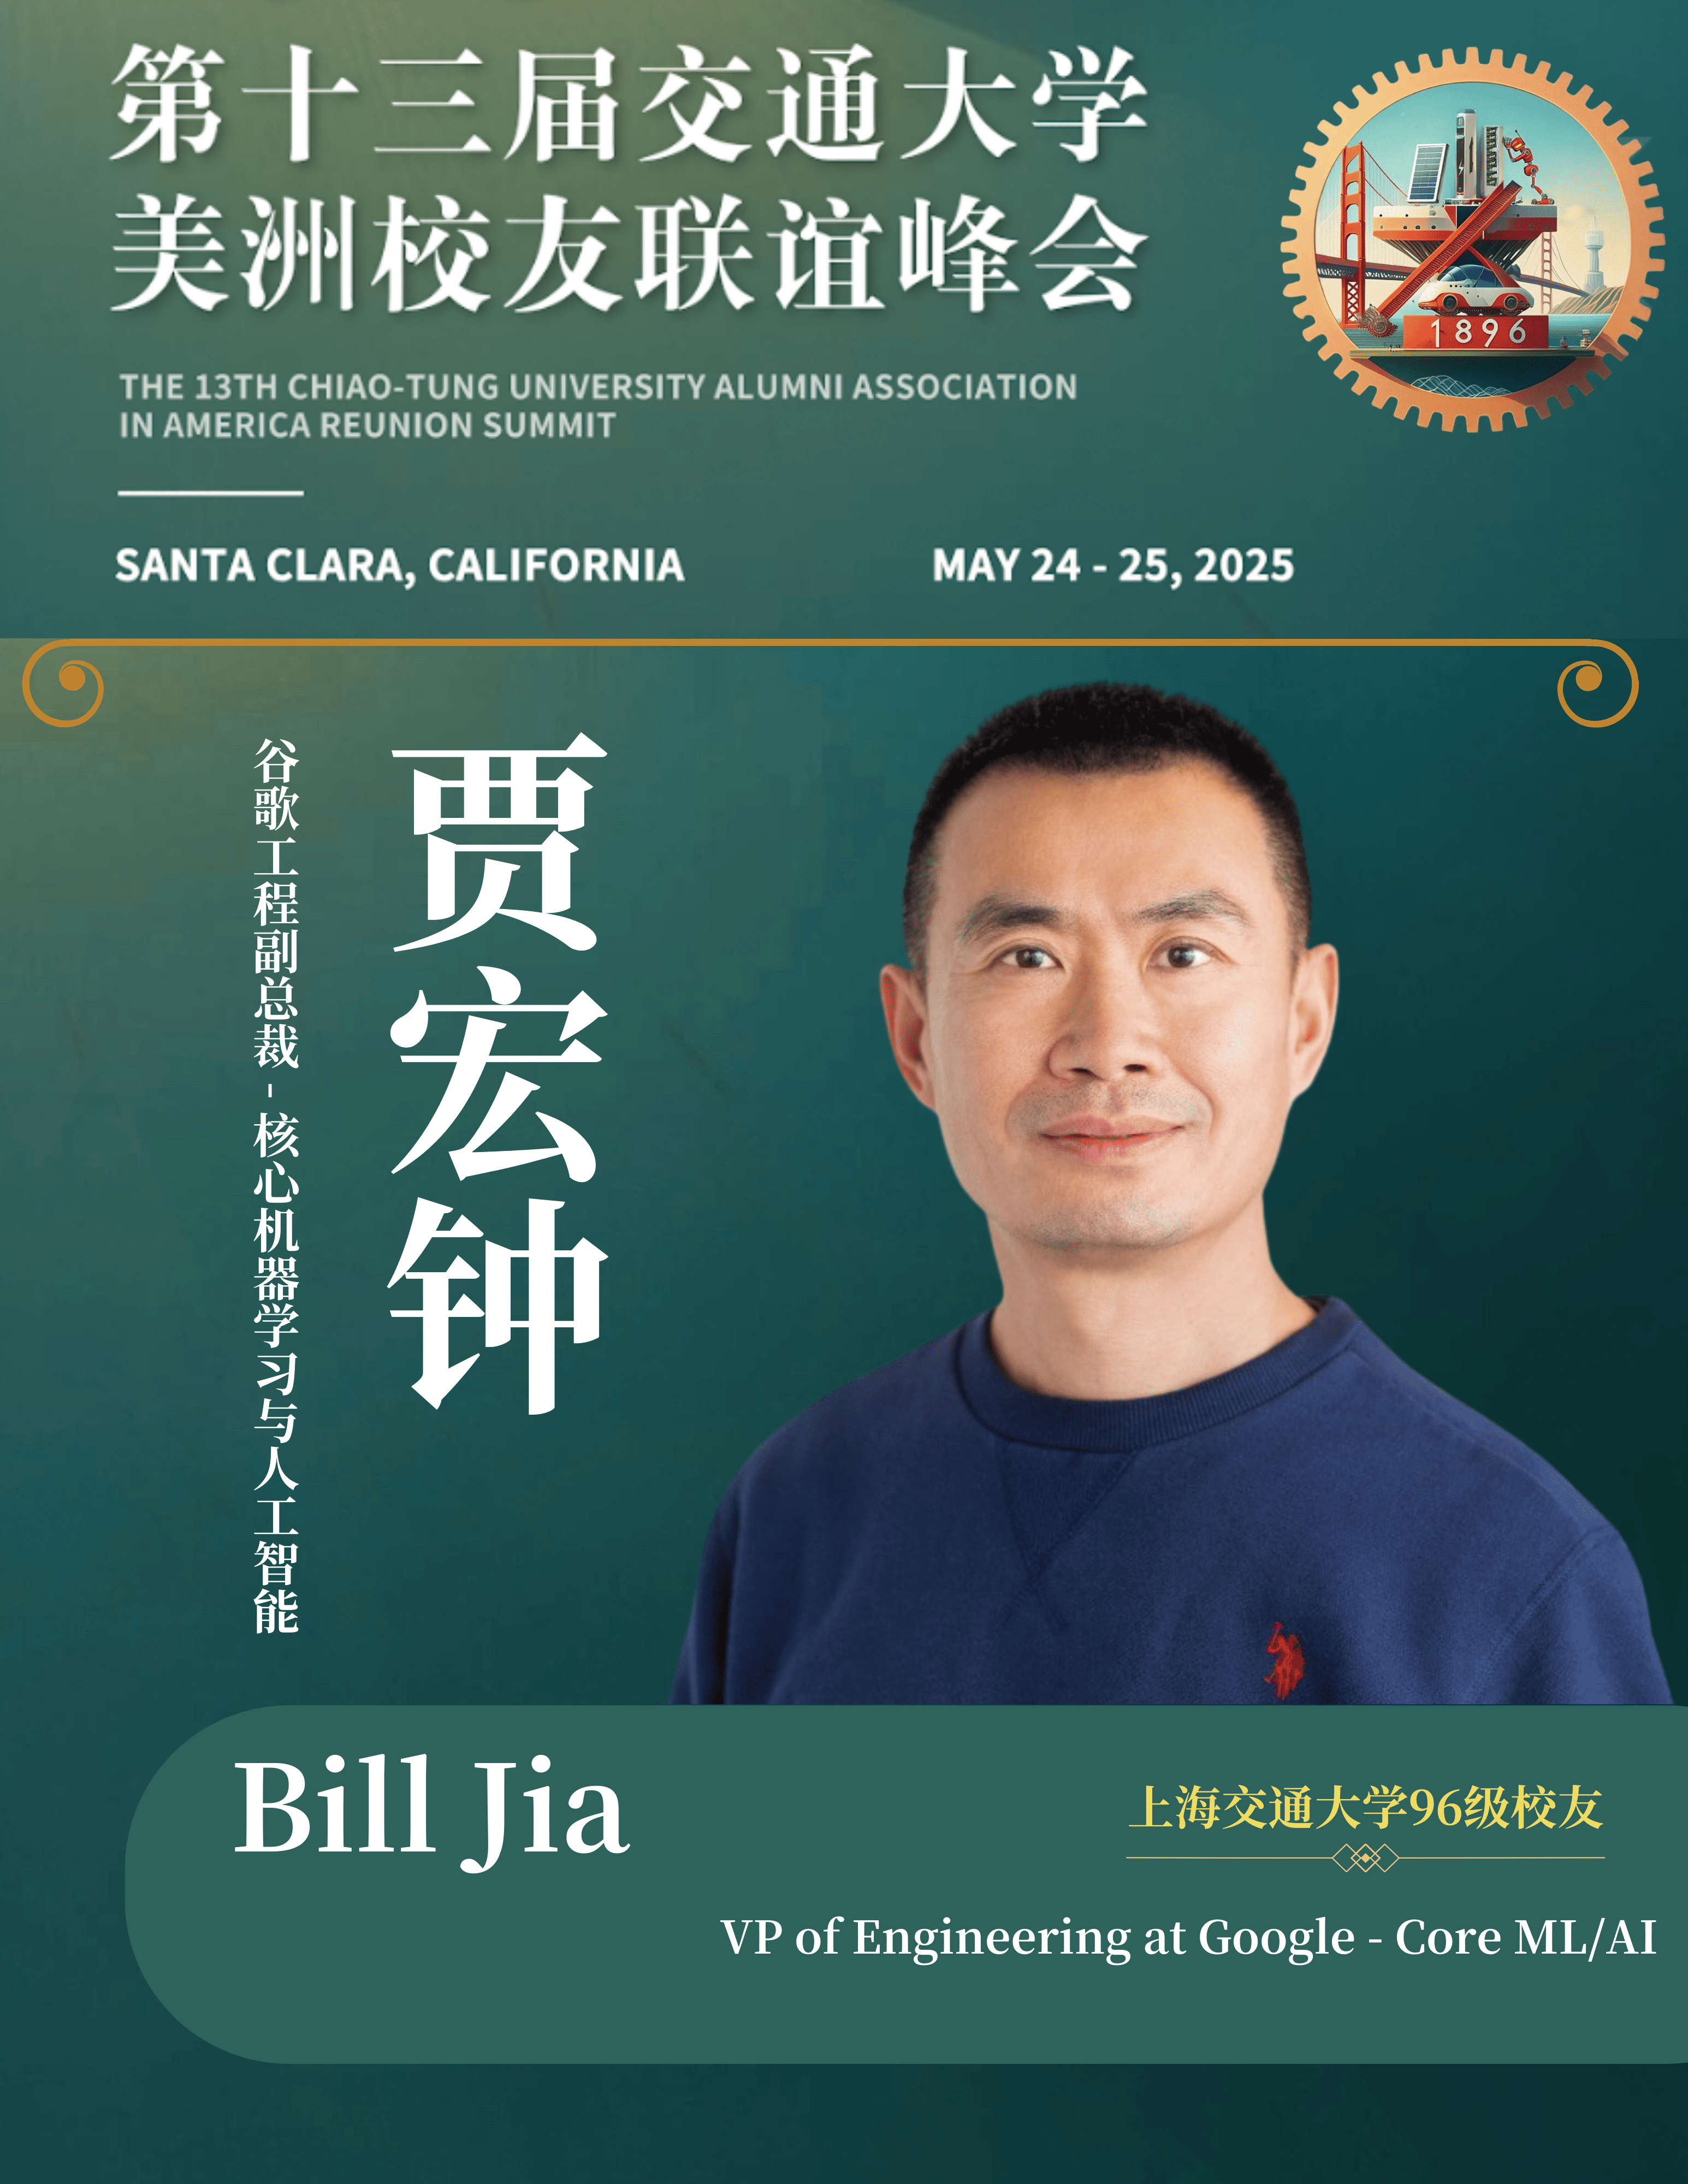 第十三届交通大学
美洲校友联谊峰会
THE 13TH CHIAO-TUNG UNIVERSITY ALUMNI ASSOCIATION
IN AMERICA REUNION SUMMIT
SANTA CLARA, CALIFORNIA
MAY 24 - 25, 2025
1896
贾宏钟
谷歌工程副总裁 - 核心机器学习与人工智能
Bill Jia
上海交通大学96级校友
VP of Engineering at Google - Core ML/AI